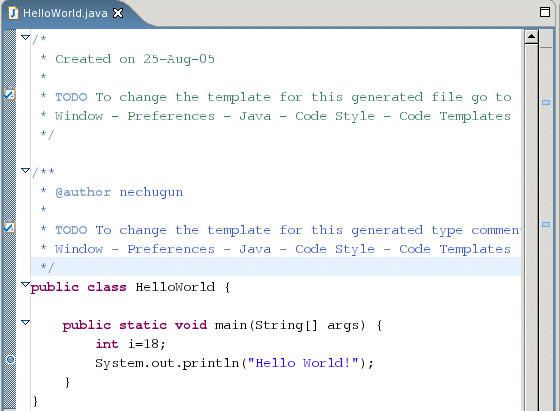 HelloWorld.java
/*
 * Created on 25-Aug-05
 *
 * TODO To change the template for this generated file go to
 * Window - Preferences - Java - Code Style - Code Templates
 */
/**
 * @author nechugun
 *
 * TODO To change the template for this generated type commen
 * Window - Preferences - Java - Code Style - Code Templates
 */
public class HelloWorld {
    public static void main(String[] args) {
        int i=18;
        System.out.println("Hello World!");
    }
}